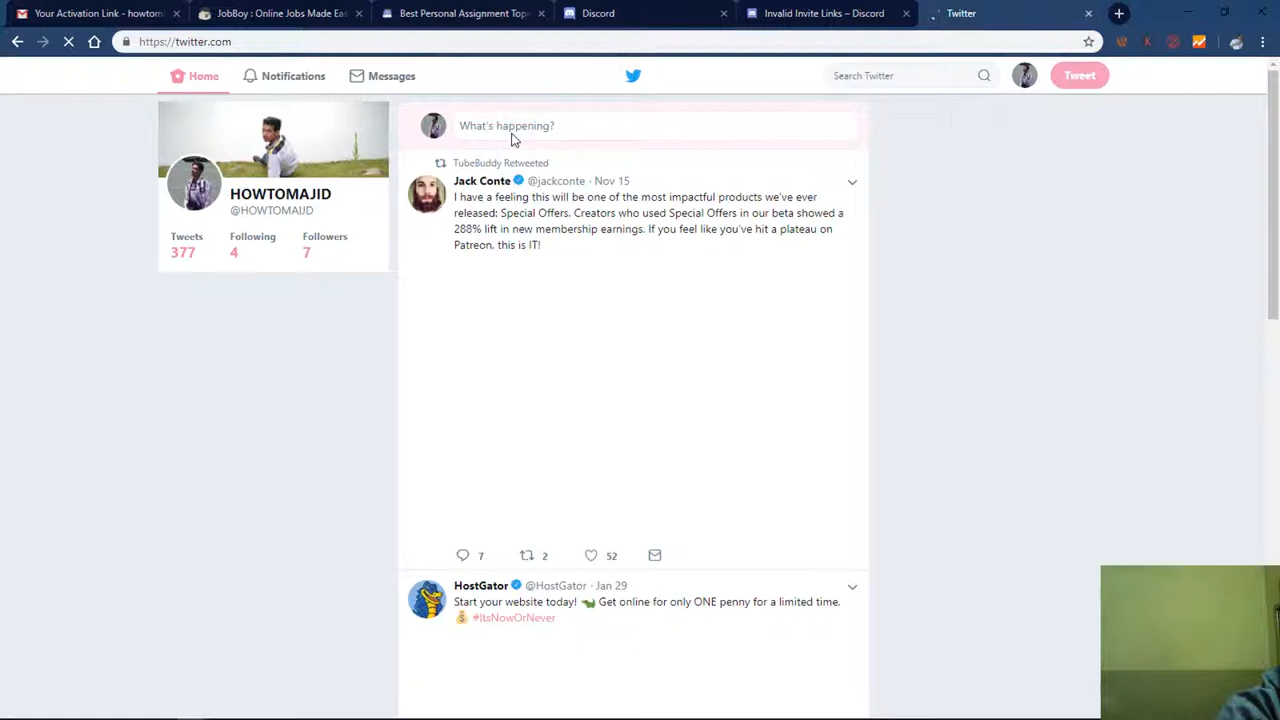 Your Activation Link - howtom
JobBoy : Online Jobs Made Eas
Best Personal Assignment Top
Discord
Invalid Invite Links – Discord
Twitter
https://twitter.com
Home
Notifications
Messages
Search Twitter
Tweet
What's happening?
TubeBuddy Retweeted
Jack Conte @jackconte · Nov 15
I have a feeling this will be one of the most impactful products we've ever
released: Special Offers. Creators who used Special Offers in our beta showed a
288% lift in new membership earnings. If you feel like you've hit a plateau on
Patreon, this is IT!
HOWTOMAJID
@HOWTOMAJD
Tweets Following Followers
377 4 7
7 2 52
HostGator @HostGator · Jan 29
Start your website today! Get online for only ONE penny for a limited time.
#ItsNowOrNever